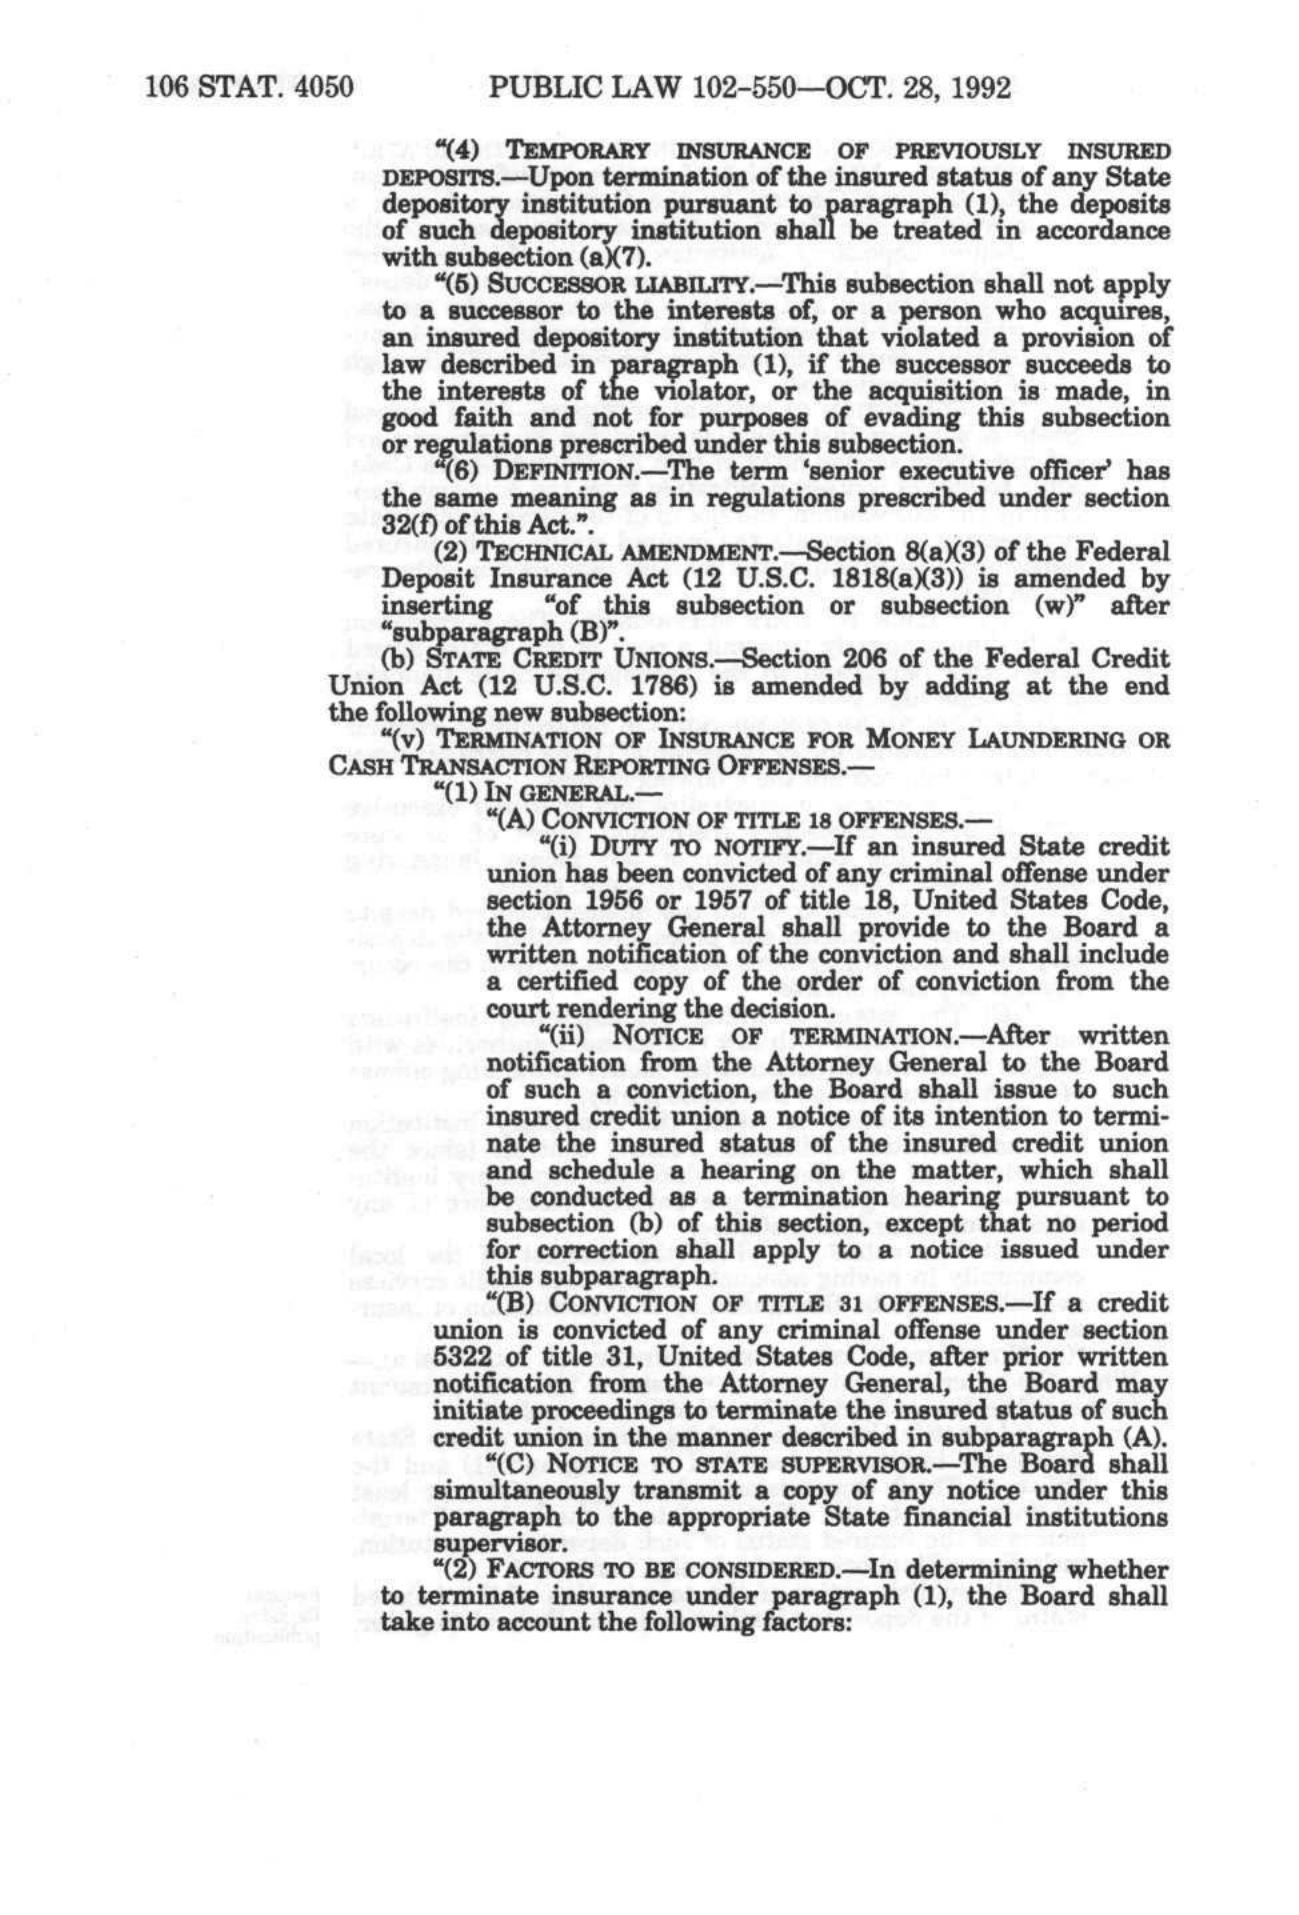 106 STAT. 4050 PUBLIC LAW 102-550—OCT. 28, 1992
“(4) TEMPORARY INSURANCE OF PREVIOUSLY INSURED
DEPOSITS.—Upon termination of the insured status of any State
depository institution pursuant to paragraph (1), the deposits
of such depository institution shall be treated in accordance
with subsection (a)(7).
“(5) SUCCESSOR LIABILITY.—This subsection shall not apply
to a successor to the interests of, or a person who acquires,
an insured depository institution that violated a provision of
law described in paragraph (1), if the successor succeeds to
the interests of the violator, or the acquisition is made, in
good faith and not for purposes of evading this subsection
or regulations prescribed under this subsection.
“(6) DEFINITION.—The term ‘senior executive officer’ has
the same meaning as in regulations prescribed under section
32(f) of this Act.”.
(2) TECHNICAL AMENDMENT.—Section 8(a)(3) of the Federal
Deposit Insurance Act (12 U.S.C. 1818(a)(3)) is amended by
inserting “of this subsection or subsection (w)” after
“subparagraph (B)”.
(b) STATE CREDIT UNIONS.—Section 206 of the Federal Credit
Union Act (12 U.S.C. 1786) is amended by adding at the end
the following new subsection:
“(v) TERMINATION OF INSURANCE FOR MONEY LAUNDERING OR
CASH TRANSACTION REPORTING OFFENSES.—
“(1) IN GENERAL.—
“(A) CONVICTION OF TITLE 18 OFFENSES.—
“(i) DUTY TO NOTIFY.—If an insured State credit
union has been convicted of any criminal offense under
section 1956 or 1957 of title 18, United States Code,
the Attorney General shall provide to the Board a
written notification of the conviction and shall include
a certified copy of the order of conviction from the
court rendering the decision.
“(ii) NOTICE OF TERMINATION.—After written
notification from the Attorney General to the Board
of such a conviction, the Board shall issue to such
insured credit union a notice of its intention to termi-
nate the insured status of the insured credit union
and schedule a hearing on the matter, which shall
be conducted as a termination hearing pursuant to
subsection (b) of this section, except that no period
for correction shall apply to a notice issued under
this subparagraph.
“(B) CONVICTION OF TITLE 31 OFFENSES.—If a credit
union is convicted of any criminal offense under section
5322 of title 31, United States Code, after prior written
notification from the Attorney General, the Board may
initiate proceedings to terminate the insured status of such
credit union in the manner described in subparagraph (A).
“(C) NOTICE TO STATE SUPERVISOR.—The Board shall
simultaneously transmit a copy of any notice under this
paragraph to the appropriate State financial institutions
supervisor.
“(2) FACTORS TO BE CONSIDERED.—In determining whether
to terminate insurance under paragraph (1), the Board shall
take into account the following factors: